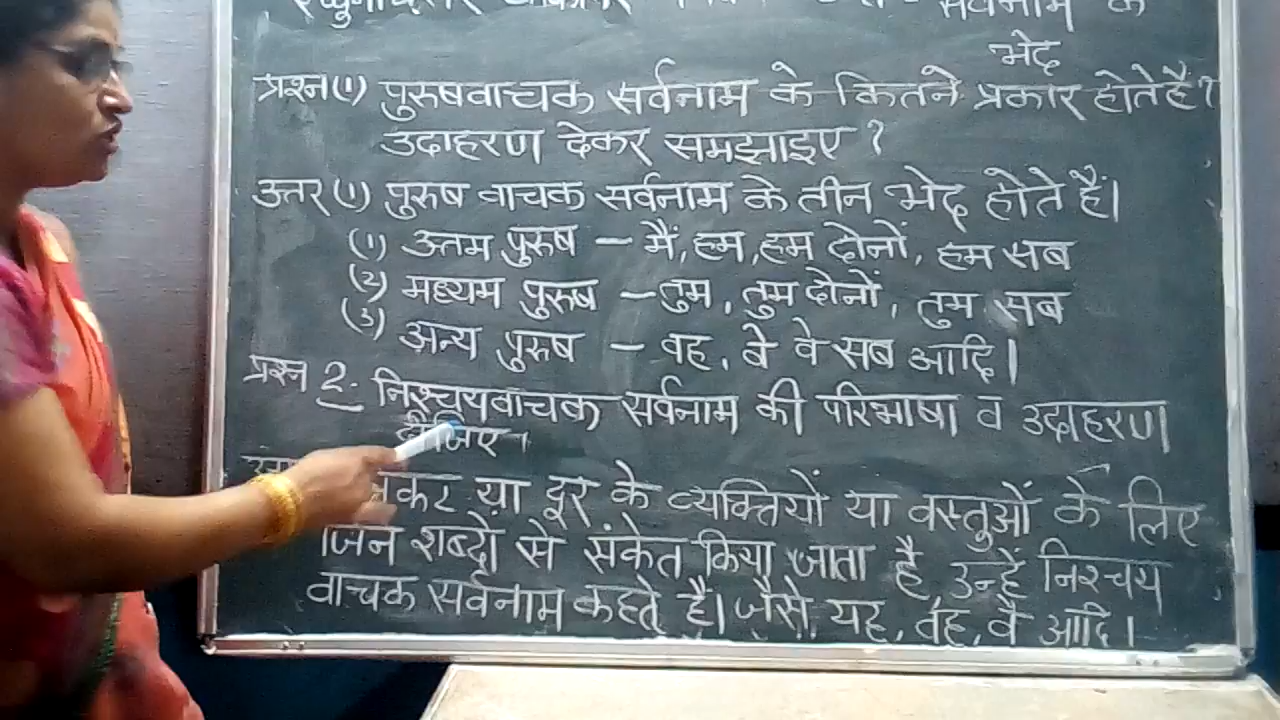 सर्वनाम के
भेद
प्रश्न(1) पुरुषवाचक सर्वनाम के कितने प्रकार होते है?
उदाहरण देकर समझाइए ?
उत्तर(1) पुरुष वाचक सर्वनाम के तीन भेद होते हैं।
(1) उत्तम पुरुष – मैं, हम, हम दोनों, हम सब
(2) मध्यम पुरुष – तुम, तुम दोनों, तुम सब
(3) अन्य पुरुष – वह, वे वे सब आदि।
प्रश्न 2. निश्चयवाचक सर्वनाम की परिभाषा व उदाहरण
दीजिए।
या दूर के व्यक्तियों या वस्तुओं के लिए
जिन शब्दो से संकेत किया जाता है, उन्हें निश्चय
वाचक सर्वनाम कहते है। जैसे यह, वह, वे आदि।